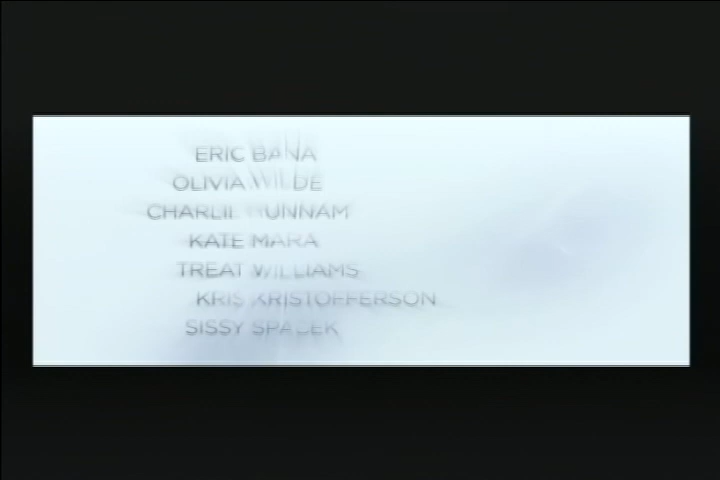 ERIC BANA
OLIVIA WILDE
CHARLIE HUNNAM
KATE MARA
TREAT WILLIAMS
KRIS KRISTOFFERSON
SISSY SPACEK